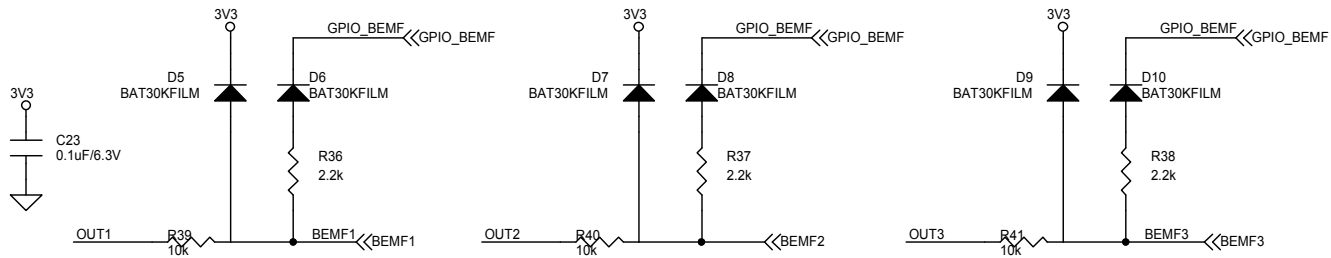 3V3
GPIO_BEMF
GPIO_BEMF
D5
BAT30KFILM
D6
BAT30KFILM
3V3
C23
0.1uF/6.3V
R36
2.2k
OUT1
R39
10k
BEMF1
BEMF1
3V3
GPIO_BEMF
GPIO_BEMF
D7
BAT30KFILM
D8
BAT30KFILM
R37
2.2k
OUT2
R40
10k
BEMF2
BEMF2
3V3
GPIO_BEMF
GPIO_BEMF
D9
BAT30KFILM
D10
BAT30KFILM
R38
2.2k
OUT3
R41
10k
BEMF3
BEMF3